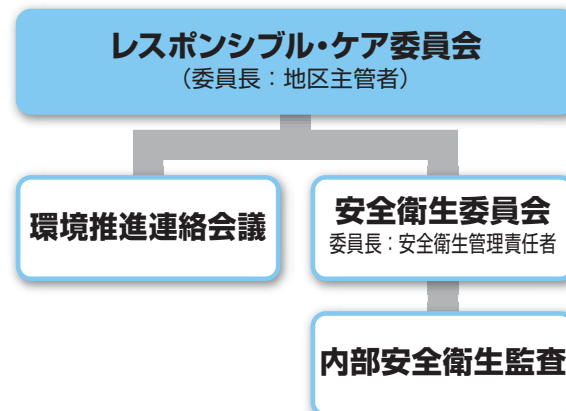 レスポンシブル・ケア委員会
（委員長：地区主管者）
環境推進連絡会議
安全衛生委員会
委員長：安全衛生管理責任者
内部安全衛生監査